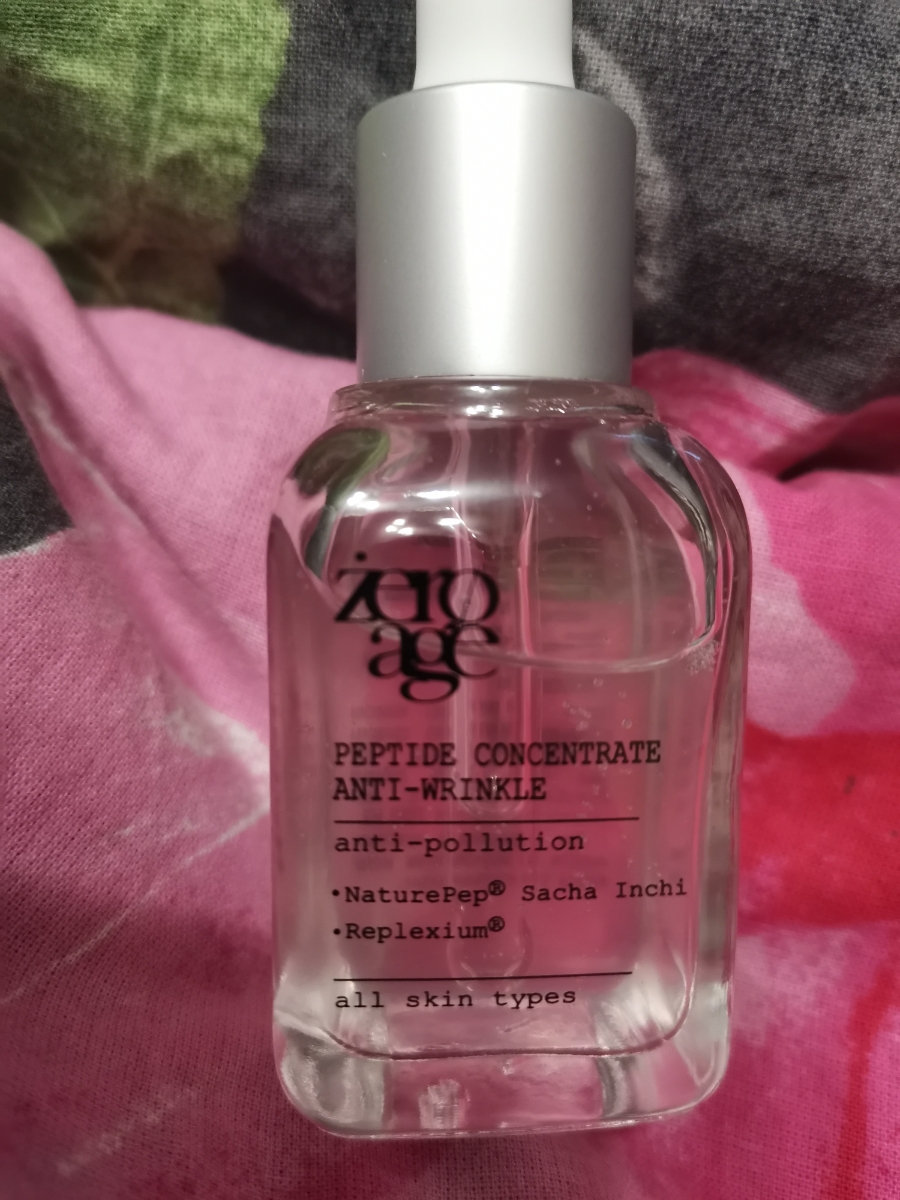 zero
age
PEPTIDE CONCENTRATE
ANTI-WRINKLE
anti-pollution
•NaturePep® Sacha Inchi
•Replexium®
all skin types